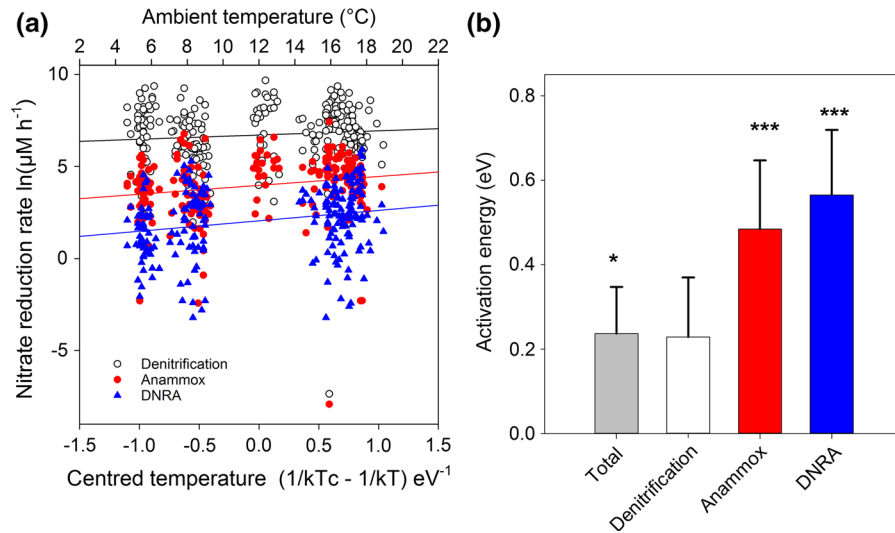 (a)
Ambient temperature (°C)
2 4 6 8 10 12 14 16 18 20 22
Nitrate reduction rate ln(µM h⁻¹)
10
5
0
-5
Denitrification
Anammox
DNRA
-1.5 -1.0 -0.5 0.0 0.5 1.0 1.5
Centred temperature (1/kTc - 1/kT) eV⁻¹
(b)
Activation energy (eV)
0.8
0.6
0.4
0.2
0.0
*
***
***
Total
Denitrification
Anammox
DNRA